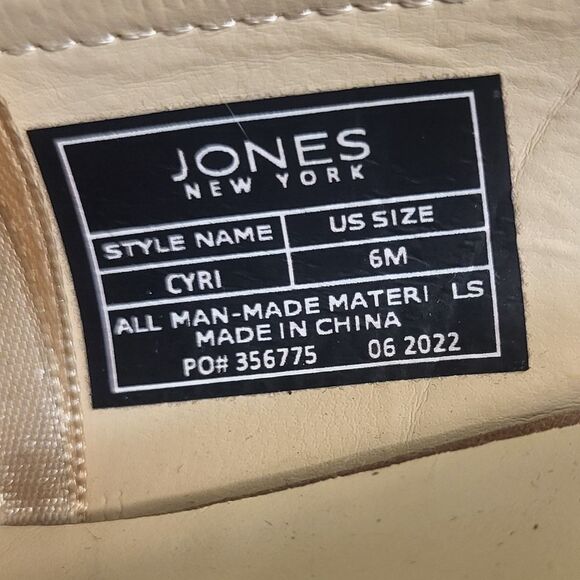 JONES
NEW YORK
STYLE NAME US SIZE
CYRI 6M
ALL MAN-MADE MATERI LS
MADE IN CHINA
PO# 356775 06 2022